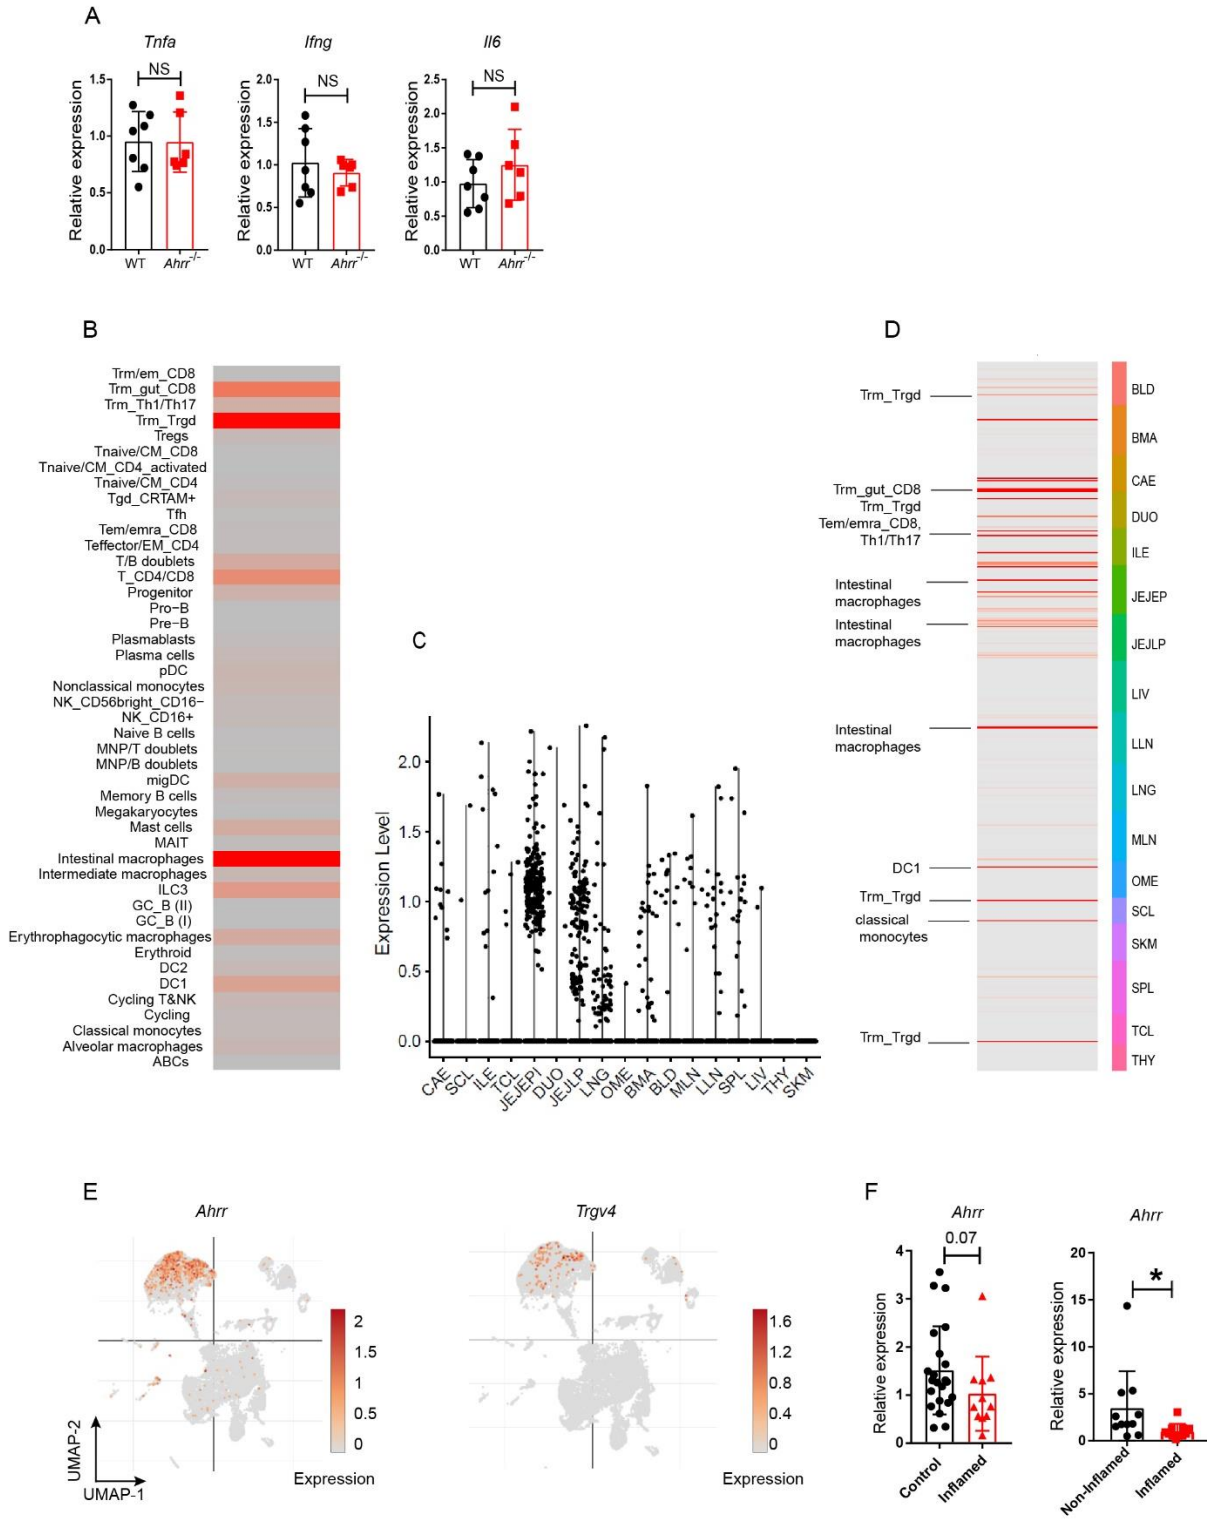 A
Tnfa
Relative expression
1.5
1.0
0.5
0.0
NS
WT
Ahrr-/-
Ifng
Relative expression
2.0
1.5
1.0
0.5
0.0
NS
WT
Ahrr-/-
Il6
Relative expression
2.5
2.0
1.5
1.0
0.5
0.0
NS
WT
Ahrr-/-
B
Trm/em_CD8
Trm_gut_CD8
Trm_Th1/Th17
Trm_Trgd
Tregs
Tnaive/CM_CD8
Tnaive/CM_CD4_activated
Tnaive/CM_CD4
Tgd_CRTAM+
Tfh
Tem/emra_CD8
Teffector/EM_CD4
T/B doublets
T_CD4/CD8
Progenitor
Pro−B
Pre−B
Plasmablasts
Plasma cells
pDC
Nonclassical monocytes
NK_CD56bright_CD16−
NK_CD16+
Naive B cells
MNP/T doublets
MNP/B doublets
migDC
Memory B cells
Megakaryocytes
Mast cells
MAIT
Intestinal macrophages
Intermediate macrophages
ILC3
GC_B (II)
GC_B (I)
Erythrophagocytic macrophages
Erythroid
DC2
DC1
Cycling T&NK
Cycling
Classical monocytes
Alveolar macrophages
ABCs
C
Expression Level
2.0
1.5
1.0
0.5
0.0
CAE
SCL
ILE
TCL
JEJEPI
DUO
JEJLP
LNG
OME
BMA
BLD
MLN
LLN
SPL
LIV
THY
SKM
D
Trm_Trgd
Trm_gut_CD8
Trm_Trgd
Tem/emra_CD8,
Th1/Th17
Intestinal
macrophages
Intestinal
macrophages
Intestinal
macrophages
DC1
Trm_Trgd
classical
monocytes
Trm_Trgd
BLD
BMA
CAE
DUO
ILE
JEJEP
JEJLP
LIV
LLN
LNG
MLN
OME
SCL
SKM
SPL
TCL
THY
E
Ahrr
2
1.5
1
0.5
0
Expression
UMAP-2
UMAP-1
Trgv4
1.6
1.2
0.8
0.4
0
Expression
F
Ahrr
0.07
Relative expression
4
3
2
1
0
Control
Inflamed
Ahrr
*
Relative expression
20
15
10
5
0
Non-Inflamed
Inflamed